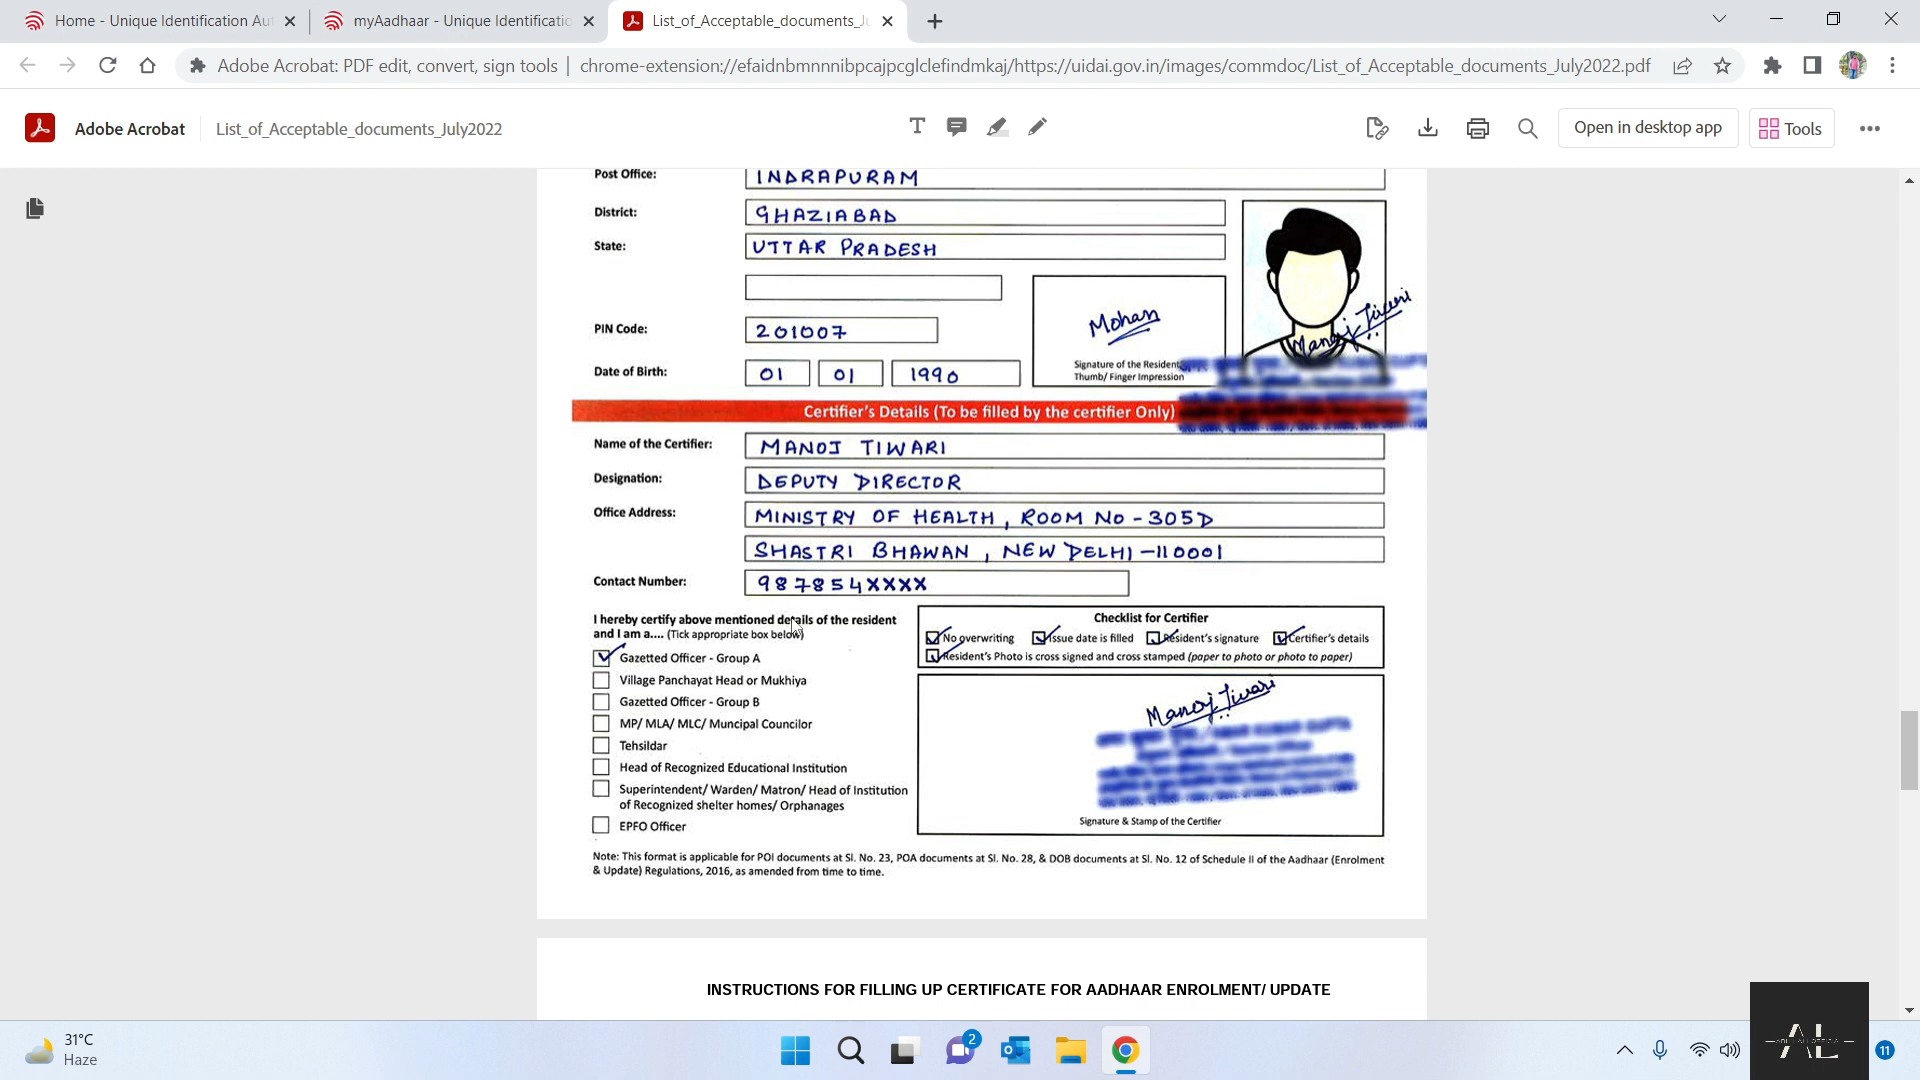 Home - Unique Identification Au
myAadhaar - Unique Identificatio
List_of_Acceptable_documents_Ju
Adobe Acrobat: PDF edit, convert, sign tools
chrome-extension://efaidnbmnnnibpcajpcglclefindmkaj/https://uidai.gov.in/images/commdoc/List_of_Acceptable_documents_July2022.pdf
Adobe Acrobat
List_of_Acceptable_documents_July2022
Open in desktop app
Tools
Post Office: INDRAPURAM
District: GHAZIABAD
State: UTTAR PRADESH
PIN Code: 201007
Mohan
Manoj Tiwari
Signature of the Resident
Thumb/ Finger Impression
Date of Birth: 01 01 1990
Certifier's Details (To be filled by the certifier Only)
Name of the Certifier: MANOJ TIWARI
Designation: DEPUTY DIRECTOR
Office Address: MINISTRY OF HEALTH, ROOM NO - 305D
SHASTRI BHAWAN, NEW DELHI - 110001
Contact Number: 987854XXXX
I hereby certify above mentioned details of the resident
and I am a.... (Tick appropriate box below)
Gazetted Officer - Group A
Village Panchayat Head or Mukhiya
Gazetted Officer - Group B
MP/ MLA/ MLC/ Muncipal Councilor
Tehsildar
Head of Recognized Educational Institution
Superintendent/ Warden/ Matron/ Head of Institution
of Recognized shelter homes/ Orphanages
EPFO Officer
Checklist for Certifier
No overwriting Issue date is filled Resident's signature Certifier's details
Resident's Photo is cross signed and cross stamped (paper to photo or photo to paper)
Manoj Tiwari
Signature & Stamp of the Certifier
Note: This format is applicable for POI documents at Sl. No. 23, POA documents at Sl. No. 28, & DOB documents at Sl. No. 12 of Schedule II of the Aadhaar (Enrolment
& Update) Regulations, 2016, as amended from time to time.
INSTRUCTIONS FOR FILLING UP CERTIFICATE FOR AADHAAR ENROLMENT/ UPDATE
31°C
Haze
2
AL
11